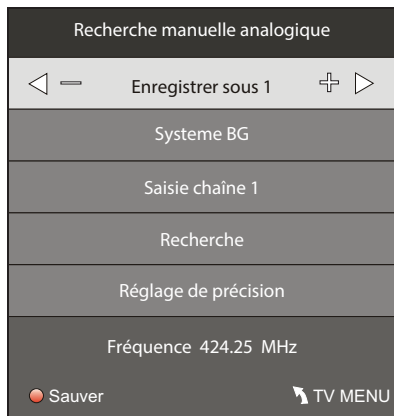 Recherche manuelle analogique
Enregistrer sous 1
Systeme BG
Saisie chaîne 1
Recherche
Réglage de précision
Fréquence 424.25 MHz
Sauver TV MENU